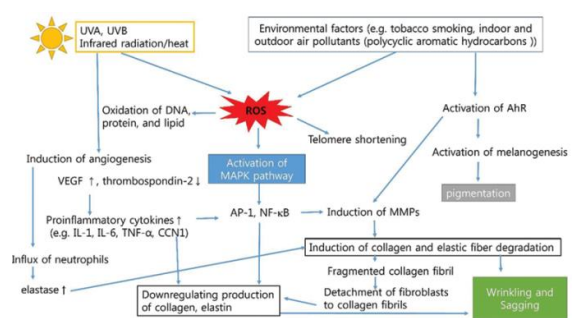 UVA, UVB
Infrared radiation/heat
Environmental factors (e.g. tobacco smoking, indoor and
outdoor air pollutants (polycyclic aromatic hydrocarbons ))
Oxidation of DNA,
protein, and lipid
ROS
Activation of AhR
Telomere shortening
Induction of angiogenesis
Activation of
MAPK pathway
Activation of melanogenesis
VEGF ↑, thrombospondin-2↓
pigmentation
Proinflammatory cytokines ↑
(e.g. IL-1, IL-6, TNF-α, CCN1)
AP-1, NF-κB
Induction of MMPs
Induction of collagen and elastic fiber degradation
Influx of neutrophils
Fragmented collagen fibril
elastase ↑
Downregulating production
of collagen, elastin
Detachment of fibroblasts
to collagen fibrils
Wrinkling and
Sagging